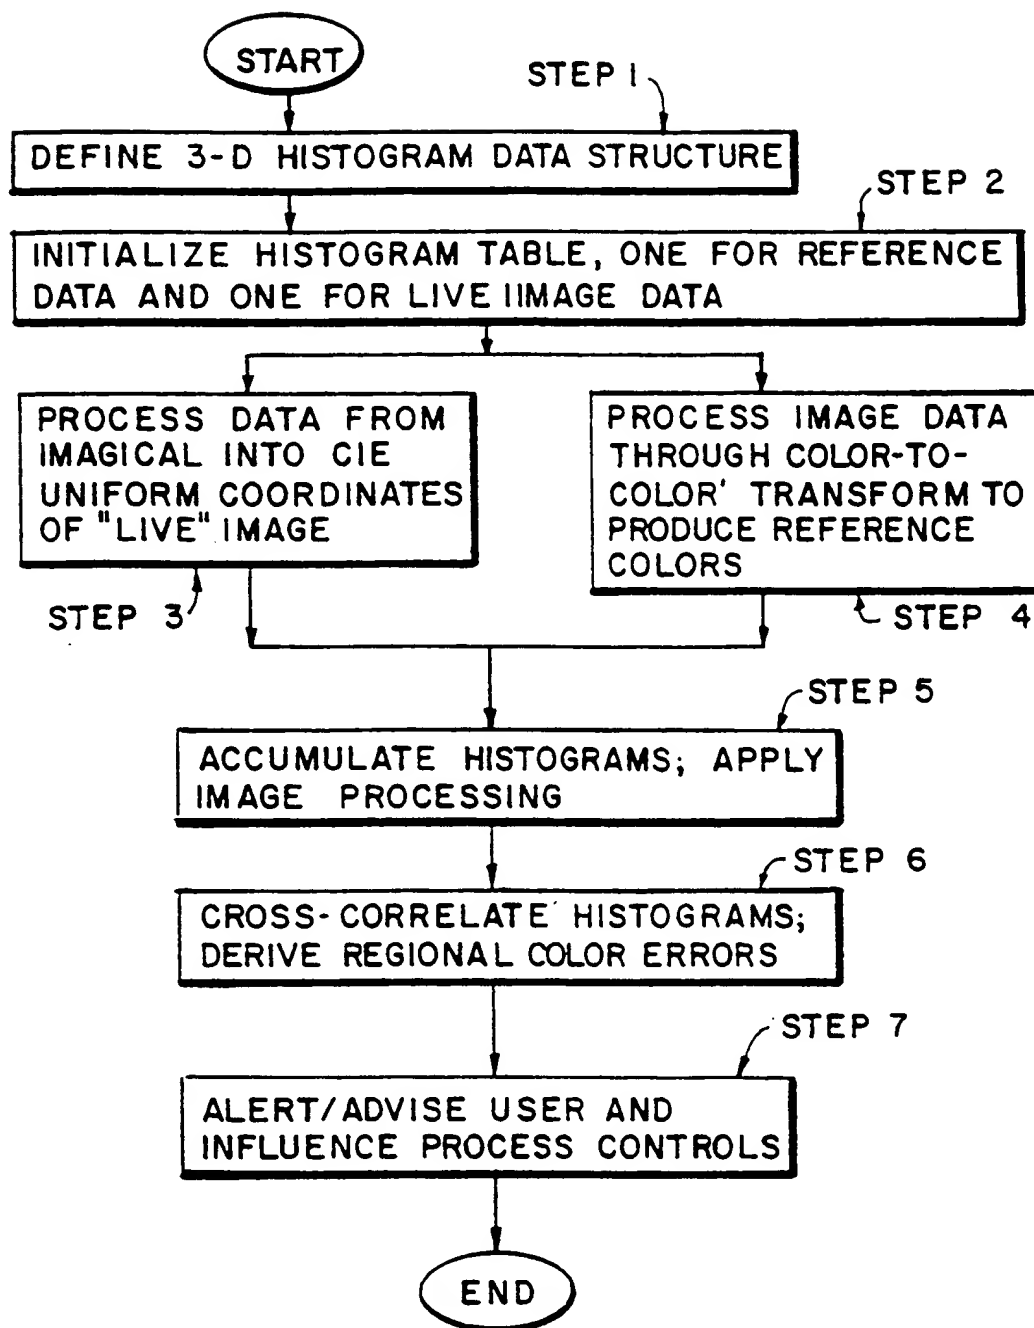 START
STEP 1
DEFINE 3-D HISTOGRAM DATA STRUCTURE
STEP 2
INITIALIZE HISTOGRAM TABLE, ONE FOR REFERENCE
DATA AND ONE FOR LIVE IIMAGE DATA
PROCESS DATA FROM
IMAGICAL INTO CIE
UNIFORM COORDINATES
OF "LIVE" IMAGE
STEP 3
PROCESS IMAGE DATA
THROUGH COLOR-TO-
COLOR' TRANSFORM TO
PRODUCE REFERENCE
COLORS
STEP 4
STEP 5
ACCUMULATE HISTOGRAMS; APPLY
IMAGE PROCESSING
STEP 6
CROSS-CORRELATE HISTOGRAMS;
DERIVE REGIONAL COLOR ERRORS
STEP 7
ALERT/ADVISE USER AND
INFLUENCE PROCESS CONTROLS
END